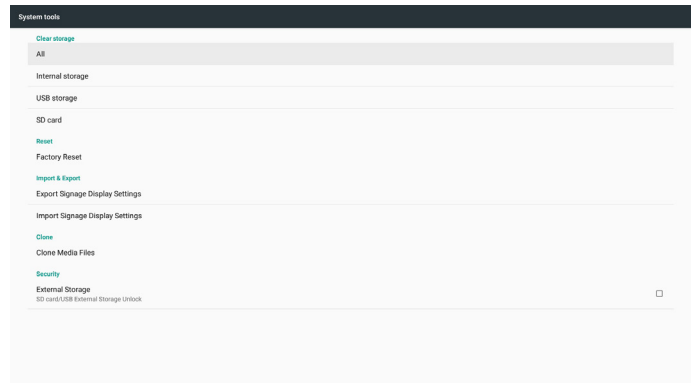 System tools
Clear storage
All
Internal storage
USB storage
SD card
Reset
Factory Reset
Import & Export
Export Signage Display Settings
Import Signage Display Settings
Clone
Clone Media Files
Security
External Storage
SD card/USB External Storage Unlock